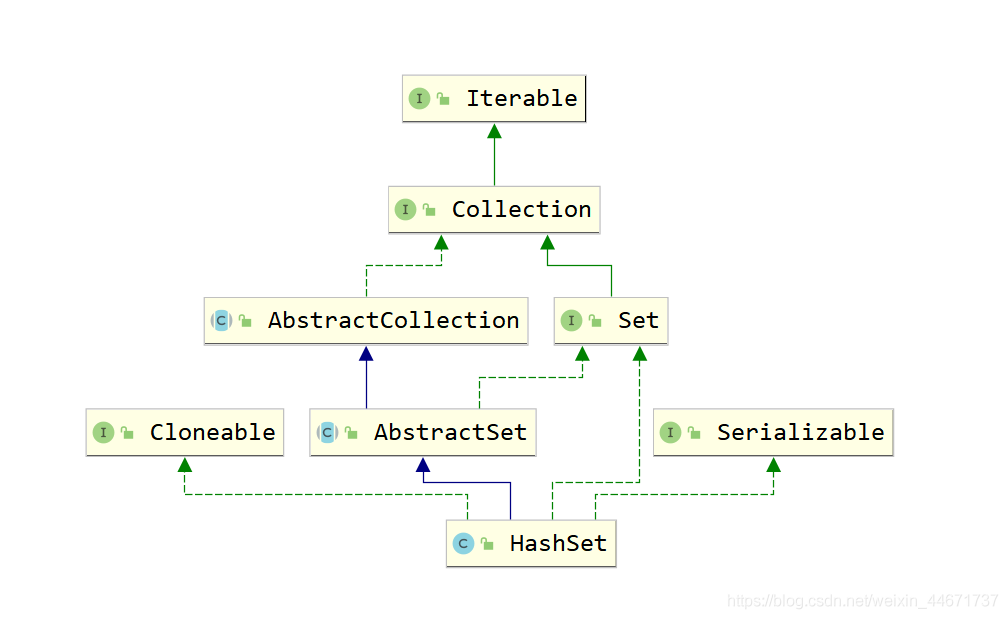 I Iterable
I Collection
C AbstractCollection
I Set
I Cloneable
C AbstractSet
I Serializable
C HashSet
https://blog.csdn.net/weixin_44671737